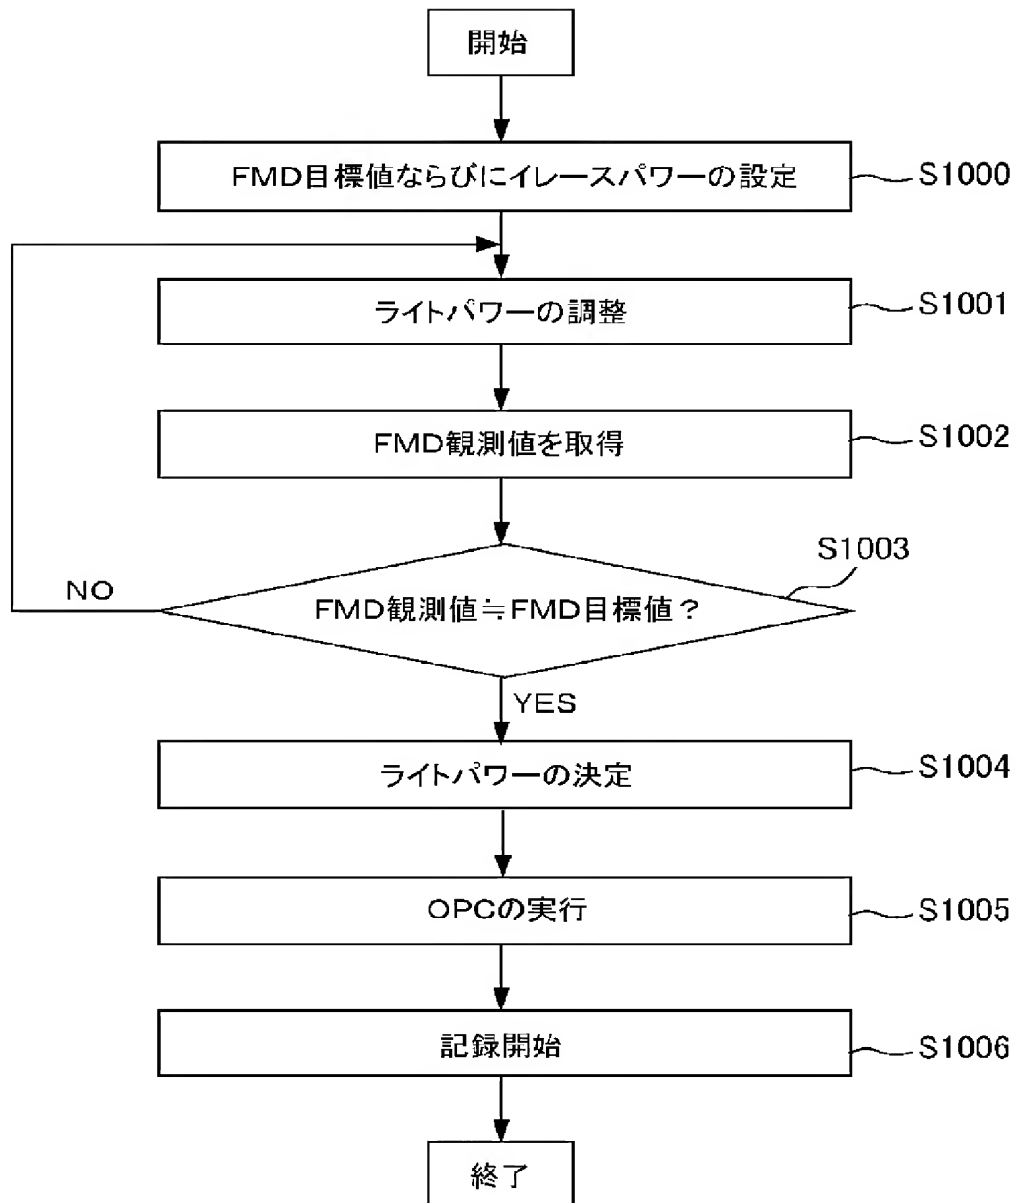 開始
FMD目標値ならびにイレースパワーの設定
S1000
ライトパワーの調整
S1001
FMD観測値を取得
S1002
S1003
NO
FMD観測値≒FMD目標値？
YES
ライトパワーの決定
S1004
OPCの実行
S1005
記録開始
S1006
終了